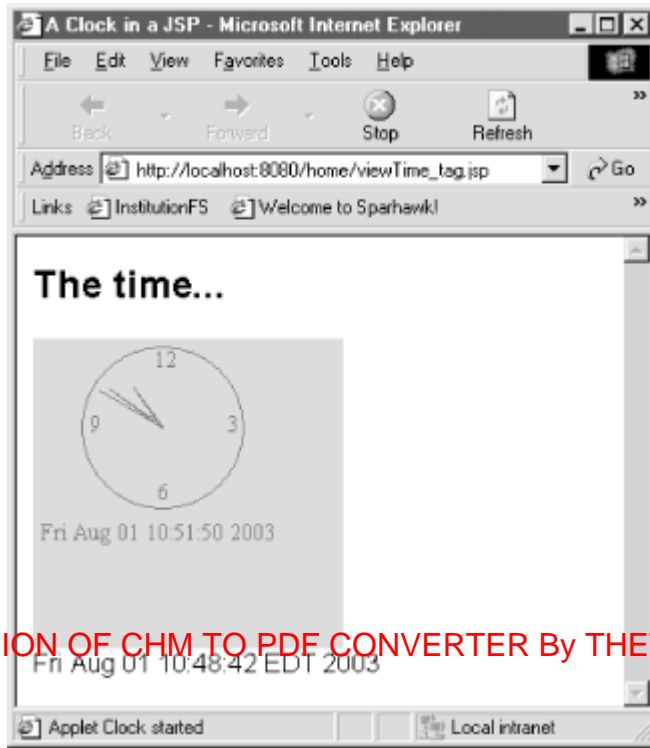 A Clock in a JSP - Microsoft Internet Explorer
File Edit View Favorites Tools Help
Back Forward Stop Refresh »
Address http://localhost:8080/home/viewTime_tag.jsp Go
Links InstitutionFS Welcome to Sparhawk! »
The time...
12
9 3
6
Fri Aug 01 10:51:50 2003
ION OF CHM TO PDF CONVERTER By THE
Fri Aug 01 10:48:42 EDT 2003
Applet Clock started Local intranet